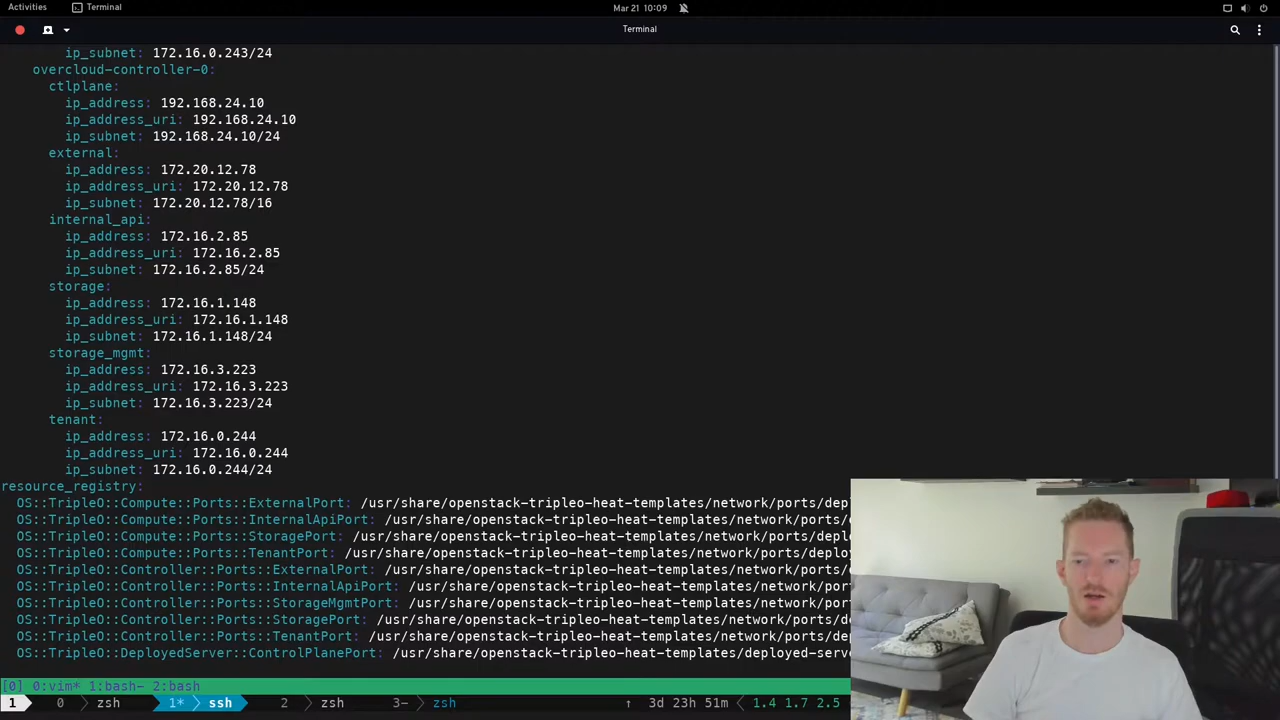 Activities
Terminal
Mar 21 10:09
Terminal
ip_subnet: 172.16.0.243/24
overcloud-controller-0:
ctlplane:
ip_address: 192.168.24.10
ip_address_uri: 192.168.24.10
ip_subnet: 192.168.24.10/24
external:
ip_address: 172.20.12.78
ip_address_uri: 172.20.12.78
ip_subnet: 172.20.12.78/16
internal_api:
ip_address: 172.16.2.85
ip_address_uri: 172.16.2.85
ip_subnet: 172.16.2.85/24
storage:
ip_address: 172.16.1.148
ip_address_uri: 172.16.1.148
ip_subnet: 172.16.1.148/24
storage_mgmt:
ip_address: 172.16.3.223
ip_address_uri: 172.16.3.223
ip_subnet: 172.16.3.223/24
tenant:
ip_address: 172.16.0.244
ip_address_uri: 172.16.0.244
ip_subnet: 172.16.0.244/24
resource_registry:
OS::TripleO::Compute::Ports::ExternalPort: /usr/share/openstack-tripleo-heat-templates/network/ports/dep
OS::TripleO::Compute::Ports::InternalApiPort: /usr/share/openstack-tripleo-heat-templates/network/ports/
OS::TripleO::Compute::Ports::StoragePort: /usr/share/openstack-tripleo-heat-templates/network/ports/depl
OS::TripleO::Compute::Ports::TenantPort: /usr/share/openstack-tripleo-heat-templates/network/ports/deploy
OS::TripleO::Controller::Ports::ExternalPort: /usr/share/openstack-tripleo-heat-templates/network/ports/
OS::TripleO::Controller::Ports::InternalApiPort: /usr/share/openstack-tripleo-heat-templates/network/por
OS::TripleO::Controller::Ports::StorageMgmtPort: /usr/share/openstack-tripleo-heat-templates/network/por
OS::TripleO::Controller::Ports::StoragePort: /usr/share/openstack-tripleo-heat-templates/network/ports/d
OS::TripleO::Controller::Ports::TenantPort: /usr/share/openstack-tripleo-heat-templates/network/ports/de
OS::TripleO::DeployedServer::ControlPlanePort: /usr/share/openstack-tripleo-heat-templates/deployed-serv
[0] 0:vim* 1:bash- 2:bash
1 0 zsh 1* ssh 2 zsh 3- zsh ↑ 3d 23h 51m 1.4 1.7 2.5